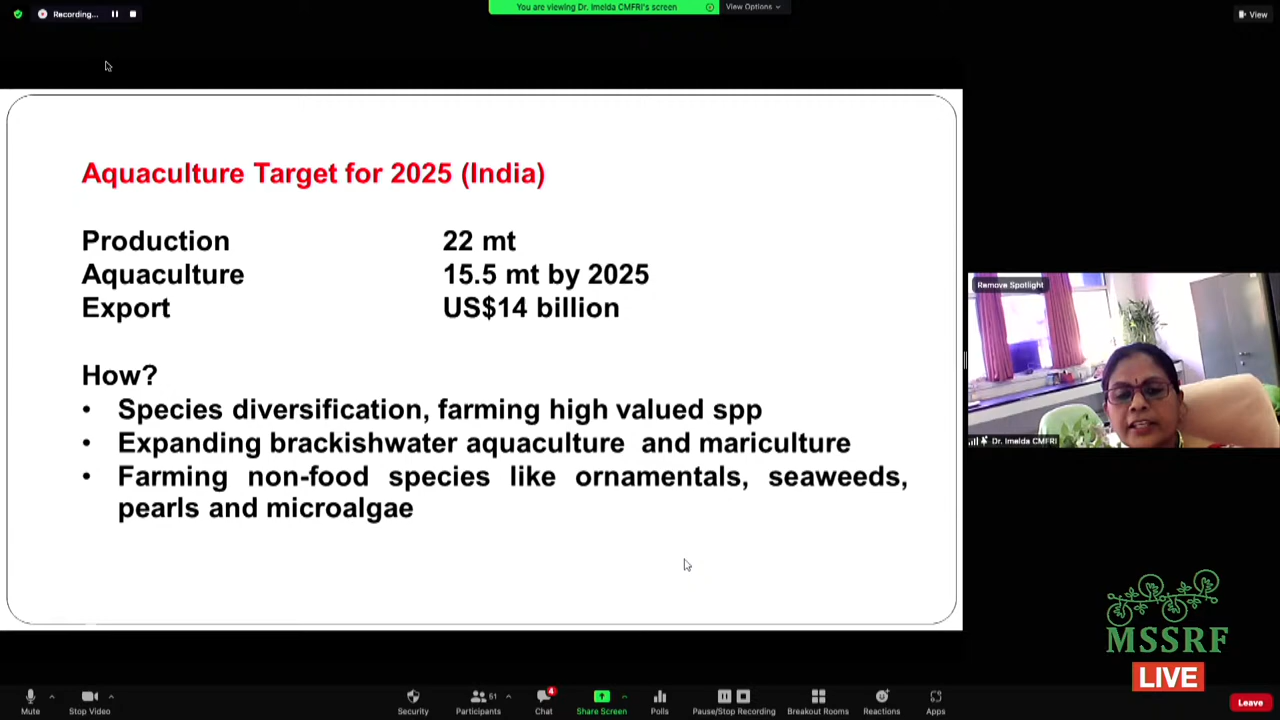 Recording...
You are viewing Dr. Imelda CMFRI's screen
View Options
View
Aquaculture Target for 2025 (India)
Production 22 mt
Aquaculture 15.5 mt by 2025
Export US$14 billion
How?
• Species diversification, farming high valued spp
• Expanding brackishwater aquaculture and mariculture
• Farming non-food species like ornamentals, seaweeds,
pearls and microalgae
Remove Spotlight
Dr. Imelda CMFRI
MSSRF
LIVE
Mute
Stop Video
Security
Participants 51
Chat 4
Share Screen
Polls
Pause/Stop Recording
Breakout Rooms
Reactions
Apps
Leave